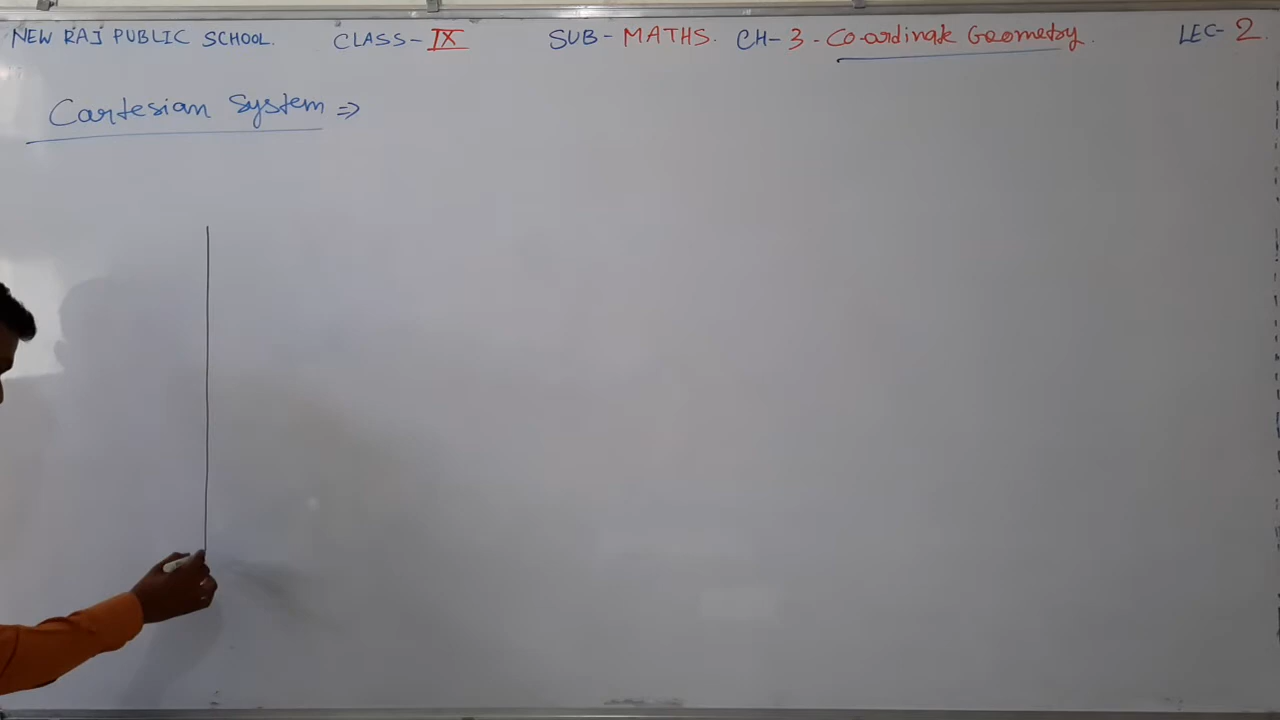 NEW RAJ PUBLIC SCHOOL. CLASS-IX SUB-MATHS. CH-3-Co-ordinate Geometry. LEC-2.
Cartesian System ⇒